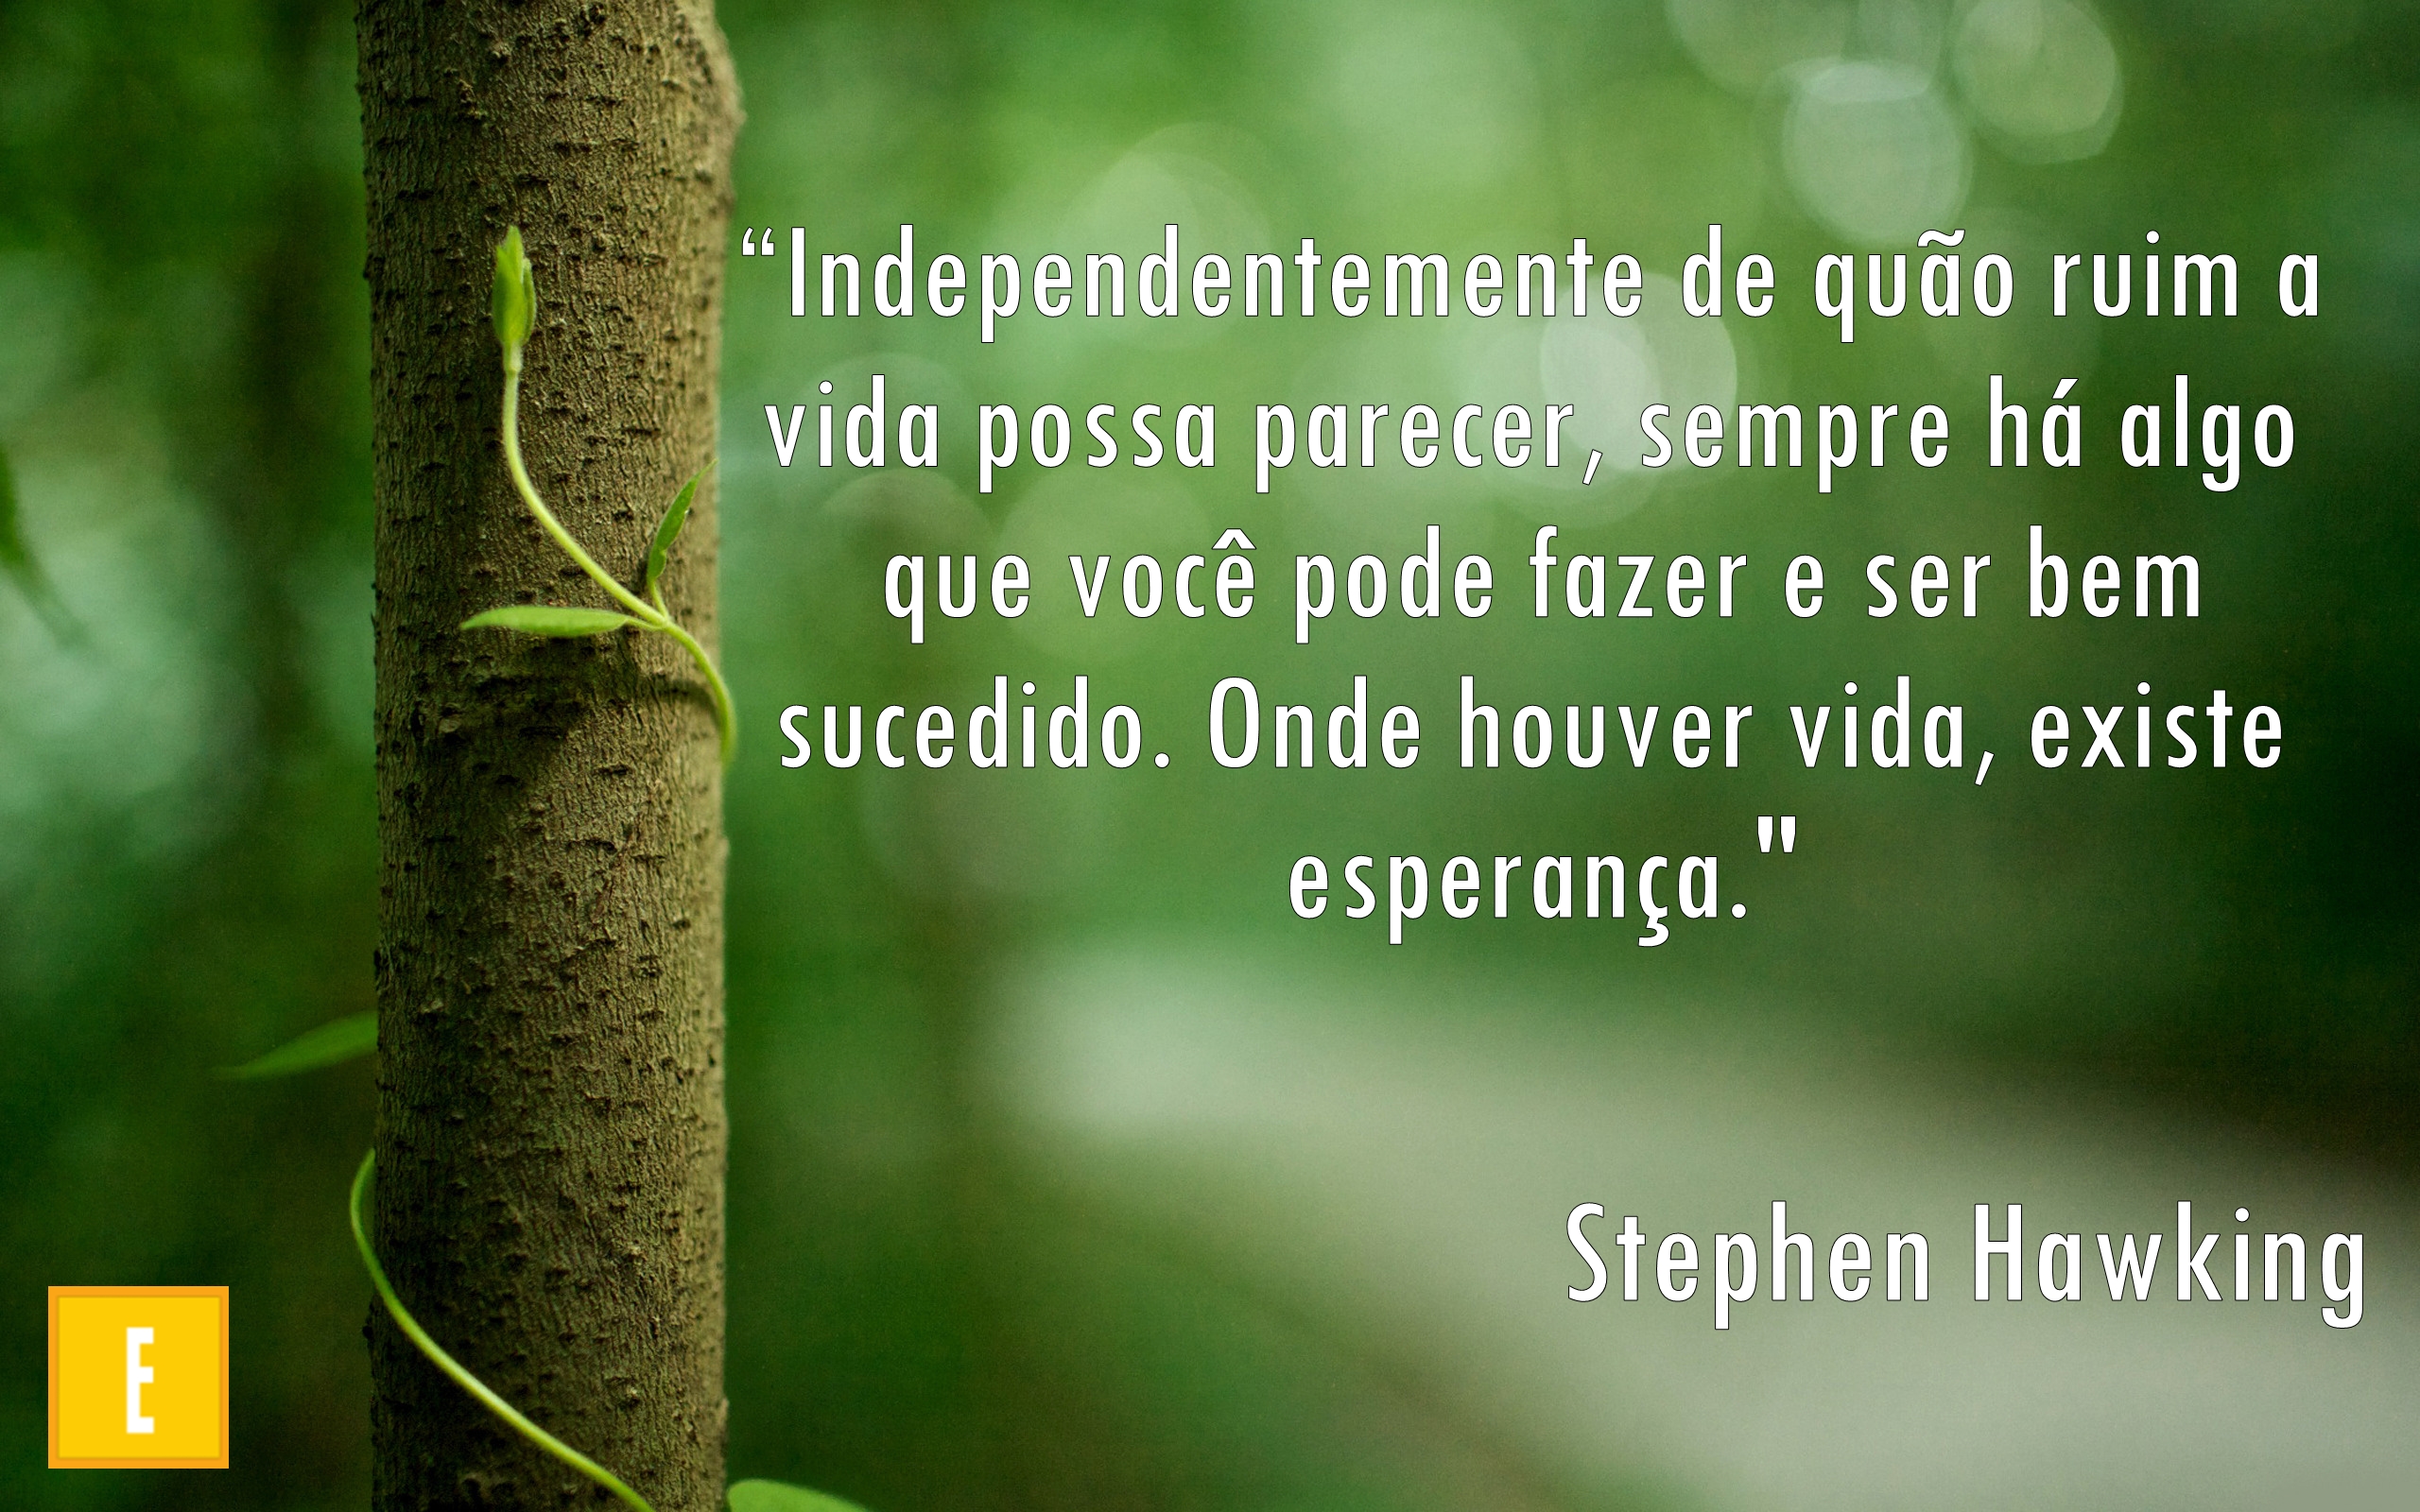 “Independentemente de quão ruim a
vida possa parecer, sempre há algo
que você pode fazer e ser bem
sucedido. Onde houver vida, existe
esperança."
Stephen Hawking
E